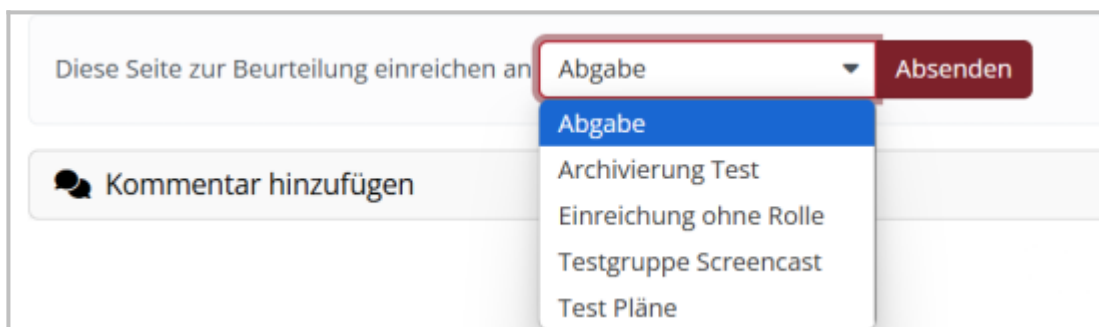 Diese Seite zur Beurteilung einreichen an Abgabe Absenden
Abgabe
Archivierung Test
Einreichung ohne Rolle
Testgruppe Screencast
Test Pläne
Kommentar hinzufügen